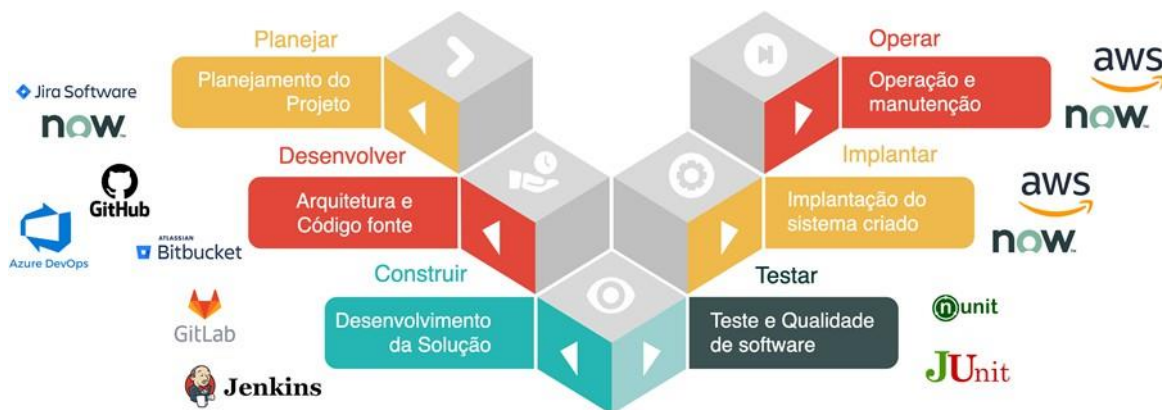 Planejar
Planejamento do
Projeto
Jira Software
now
Desenvolver
Arquitetura e
Código fonte
GitHub
Azure DevOps
ATLASSIAN
Bitbucket
Construir
Desenvolvimento
da Solução
GitLab
Jenkins
Operar
Operação e
manutenção
aws
now
Implantar
Implantação do
sistema criado
aws
now
Testar
Teste e Qualidade
de software
nunit
JUnit